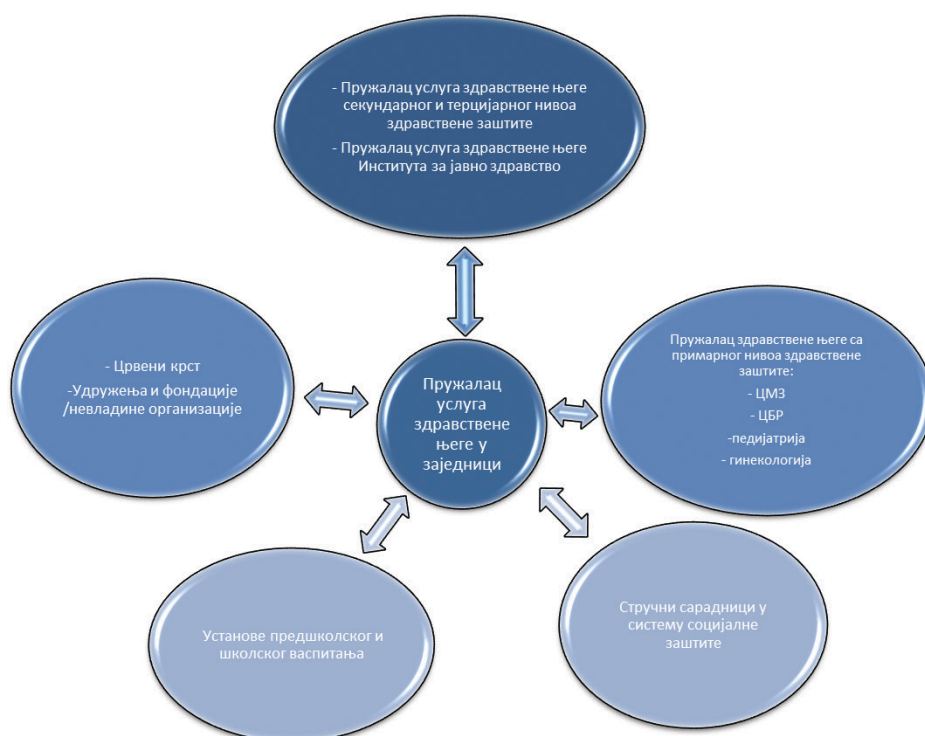 - Пружалац услуга здравствене његе
секундарног и терцијарног нивоа
здравствене заштите
- Пружалац услуга здравствене његе
Института за јавно здравство
- Црвени крст
-Удружења и фондације
/невладине организације
Пружалац
услуга
здравствене
његе у
заједници
Пружалац здравствене његе са
примарног нивоа здравствене
заштите:
- ЦМЗ
- ЦБР
-педијатрија
- гинекологија
Установе предшколског и
школског васпитања
Стручни сарадници у
систему социјалне
заштите